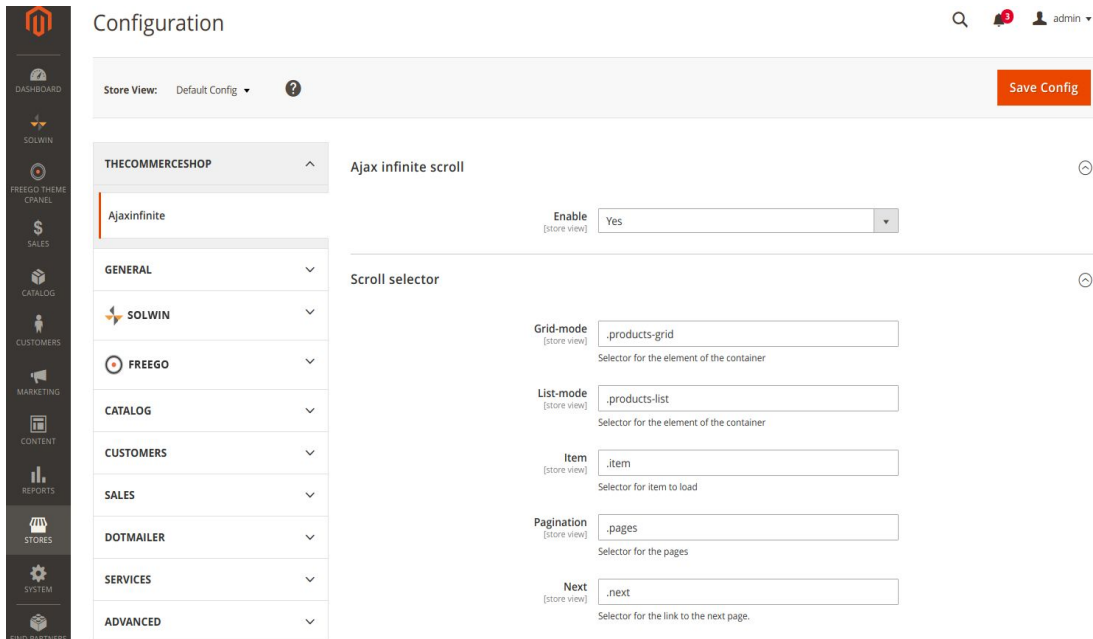 Configuration
3
admin
DASHBOARD
SOLWIN
FREEGO THEME
CPANEL
SALES
CATALOG
CUSTOMERS
MARKETING
CONTENT
REPORTS
STORES
SYSTEM
FIND PARTNERS
Store View: Default Config ?
Save Config
THECOMMERCESHOP
Ajaxinfinite
GENERAL
SOLWIN
FREEGO
CATALOG
CUSTOMERS
SALES
DOTMAILER
SERVICES
ADVANCED
Ajax infinite scroll
Enable
[store view]
Yes
Scroll selector
Grid-mode
[store view]
.products-grid
Selector for the element of the container
List-mode
[store view]
.products-list
Selector for the element of the container
Item
[store view]
.item
Selector for item to load
Pagination
[store view]
.pages
Selector for the pages
Next
[store view]
.next
Selector for the link to the next page.